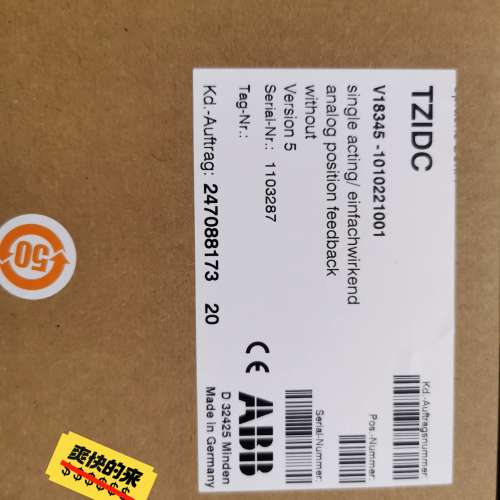 TZIDC
V18345 -1010221001
single acting/ einfachwirkend
analog position feedback
without
Version 5
Serial-Nr.: 1103287
Tag-Nr.:
Kd.-Auftrag: 247088173 20
CE ABB
D 32425 Minden
Made in Germany
Kd.-Auftragsnummer:
Pos.-Nummer:
Serial-Nummer:
50
爽快的来
$$$$$$